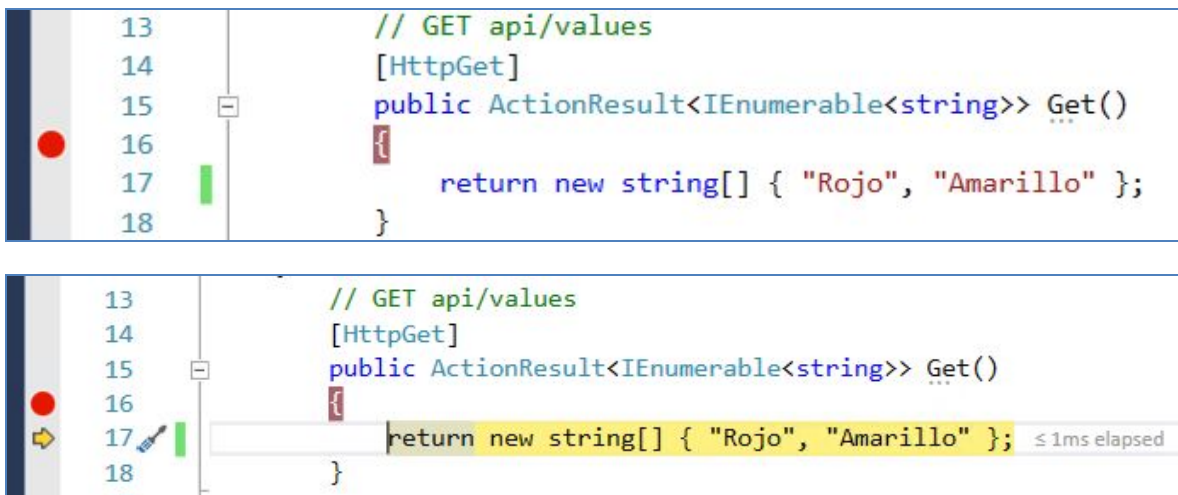 13 // GET api/values
14 [HttpGet]
15 public ActionResult<IEnumerable<string>> Get()
16 {
17 return new string[] { "Rojo", "Amarillo" };
18 }
13 // GET api/values
14 [HttpGet]
15 public ActionResult<IEnumerable<string>> Get()
16 {
17 return new string[] { "Rojo", "Amarillo" }; ≤ 1ms elapsed
18 }